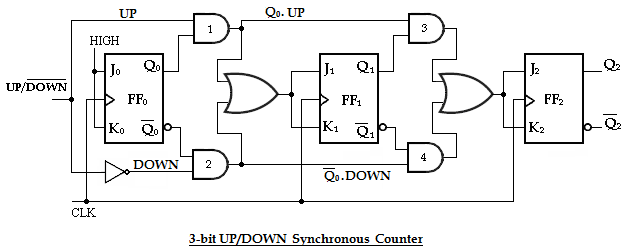 UP
Q₀.UP
1
3
HIGH
J₀ Q₀
J₁ Q₁
J₂ Q₂
UP/D̅O̅W̅N̅
FF₀
FF₁
FF₂
K₀ Q̅₀
K₁ Q̅₁
K₂ Q̅₂
2
4
DOWN
Q̅₀.DOWN
CLK
3-bit UP/DOWN Synchronous Counter